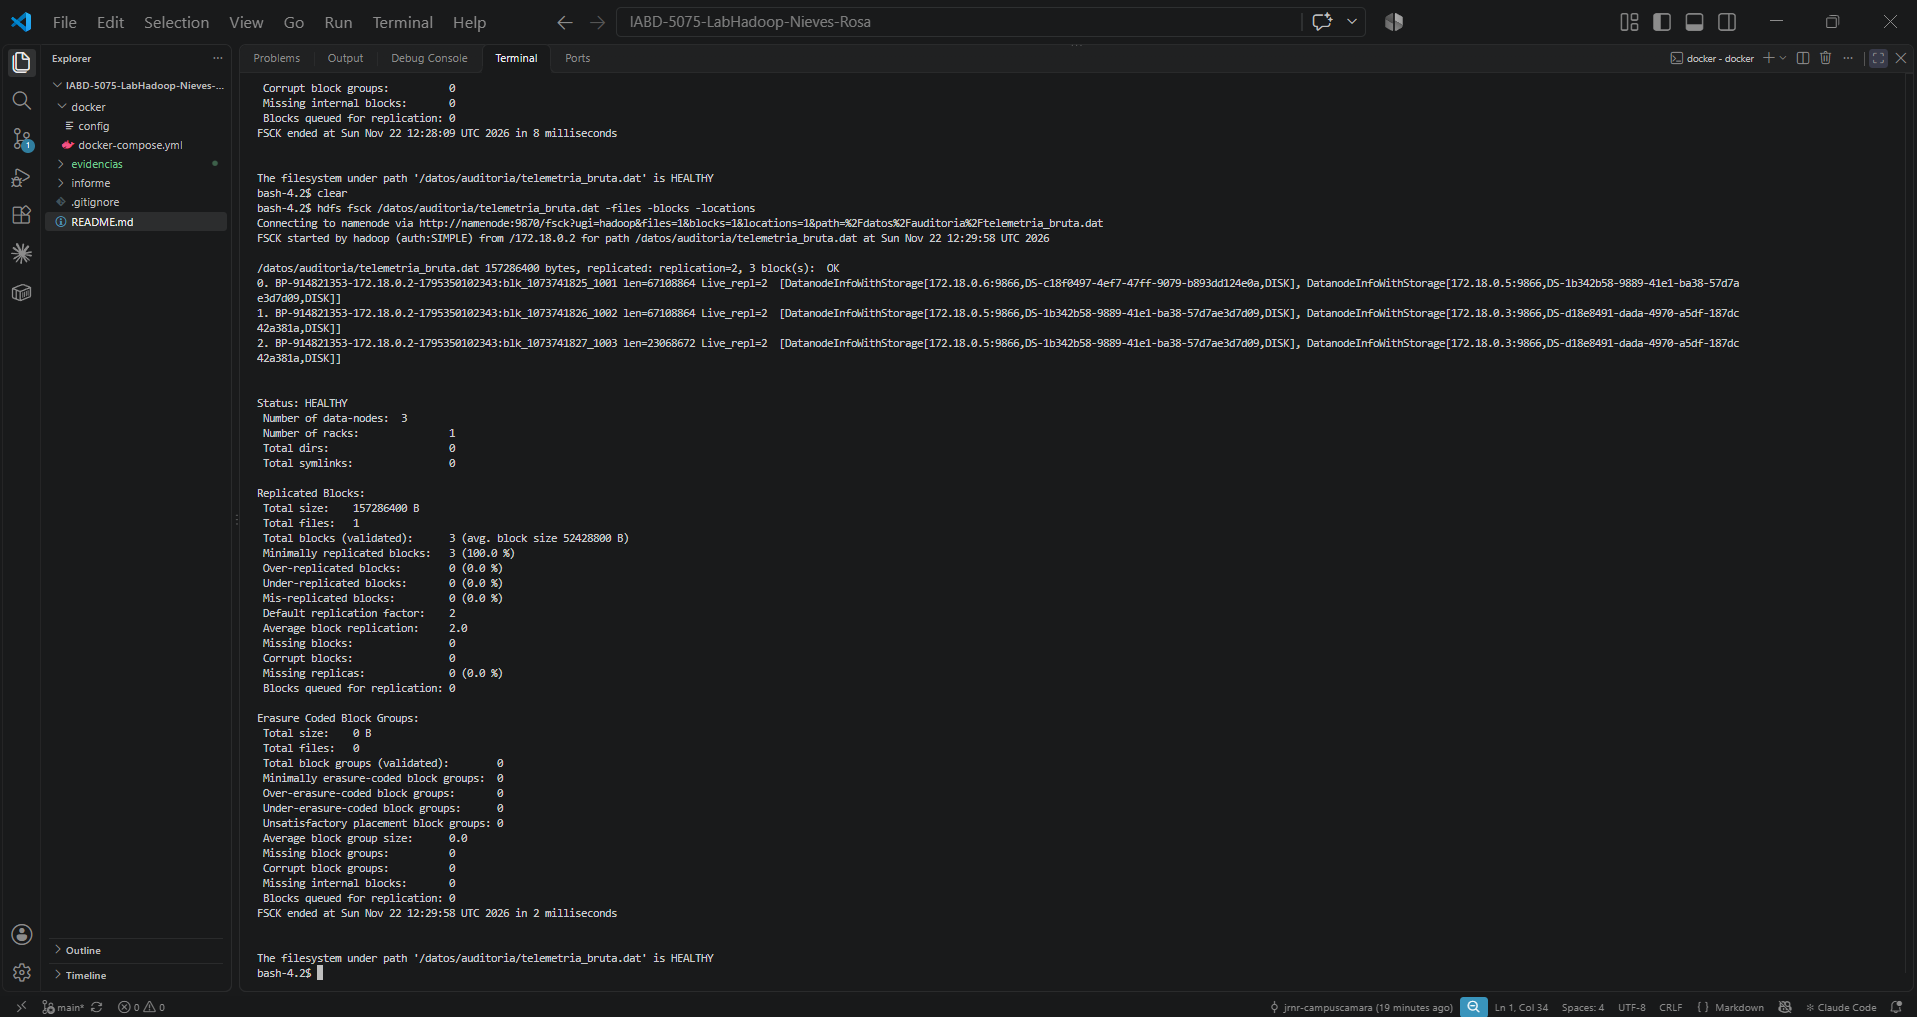 File Edit Selection View Go Run Terminal Help
IABD-5075-LabHadoop-Nieves-Rosa
Explorer
IABD-5075-LabHadoop-Nieves-...
docker
config
docker-compose.yml
evidencias
informe
.gitignore
README.md
Outline
Timeline
1
Problems Output Debug Console Terminal Ports
docker - docker
Corrupt block groups: 0
Missing internal blocks: 0
Blocks queued for replication: 0
FSCK ended at Sun Nov 22 12:28:09 UTC 2026 in 8 milliseconds
The filesystem under path '/datos/auditoria/telemetria_bruta.dat' is HEALTHY
bash-4.2$ clear
bash-4.2$ hdfs fsck /datos/auditoria/telemetria_bruta.dat -files -blocks -locations
Connecting to namenode via http://namenode:9870/fsck?ugi=hadoop&files=1&blocks=1&locations=1&path=%2Fdatos%2Fauditoria%2Ftelemetria_bruta.dat
FSCK started by hadoop (auth:SIMPLE) from /172.18.0.2 for path /datos/auditoria/telemetria_bruta.dat at Sun Nov 22 12:29:58 UTC 2026
/datos/auditoria/telemetria_bruta.dat 157286400 bytes, replicated: replication=2, 3 block(s):  OK
0. BP-914821353-172.18.0.2-1795350102343:blk_1073741825_1001 len=67108864 Live_repl=2  [DatanodeInfoWithStorage[172.18.0.6:9866,DS-c18f0497-4ef7-47ff-9079-b893dd124e0a,DISK], DatanodeInfoWithStorage[172.18.0.5:9866,DS-1b342b58-9889-41e1-ba38-57d7a
e3d7d09,DISK]]
1. BP-914821353-172.18.0.2-1795350102343:blk_1073741826_1002 len=67108864 Live_repl=2  [DatanodeInfoWithStorage[172.18.0.5:9866,DS-1b342b58-9889-41e1-ba38-57d7ae3d7d09,DISK], DatanodeInfoWithStorage[172.18.0.3:9866,DS-d18e8491-dada-4970-a5df-187dc
42a381a,DISK]]
2. BP-914821353-172.18.0.2-1795350102343:blk_1073741827_1003 len=23068672 Live_repl=2  [DatanodeInfoWithStorage[172.18.0.5:9866,DS-1b342b58-9889-41e1-ba38-57d7ae3d7d09,DISK], DatanodeInfoWithStorage[172.18.0.3:9866,DS-d18e8491-dada-4970-a5df-187dc
42a381a,DISK]]
Status: HEALTHY
Number of data-nodes: 3
Number of racks: 1
Total dirs: 0
Total symlinks: 0
Replicated Blocks:
Total size: 157286400 B
Total files: 1
Total blocks (validated): 3 (avg. block size 52428800 B)
Minimally replicated blocks: 3 (100.0 %)
Over-replicated blocks: 0 (0.0 %)
Under-replicated blocks: 0 (0.0 %)
Mis-replicated blocks: 0 (0.0 %)
Default replication factor: 2
Average block replication: 2.0
Missing blocks: 0
Corrupt blocks: 0
Missing replicas: 0 (0.0 %)
Blocks queued for replication: 0
Erasure Coded Block Groups:
Total size: 0 B
Total files: 0
Total block groups (validated): 0
Minimally erasure-coded block groups: 0
Over-erasure-coded block groups: 0
Under-erasure-coded block groups: 0
Unsatisfactory placement block groups: 0
Average block group size: 0.0
Missing block groups: 0
Corrupt block groups: 0
Missing internal blocks: 0
Blocks queued for replication: 0
FSCK ended at Sun Nov 22 12:29:58 UTC 2026 in 2 milliseconds
The filesystem under path '/datos/auditoria/telemetria_bruta.dat' is HEALTHY
bash-4.2$
main* 0 0 jrnr-campuscamara (19 minutes ago) Ln 1, Col 34 Spaces: 4 UTF-8 CRLF { } Markdown Claude Code